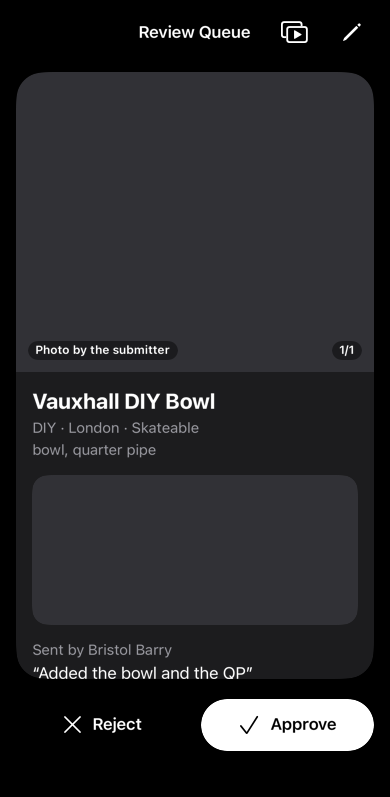 Review Queue
Photo by the submitter
1/1
Vauxhall DIY Bowl
DIY · London · Skateable
bowl, quarter pipe
Sent by Bristol Barry
“Added the bowl and the QP”
Reject
Approve